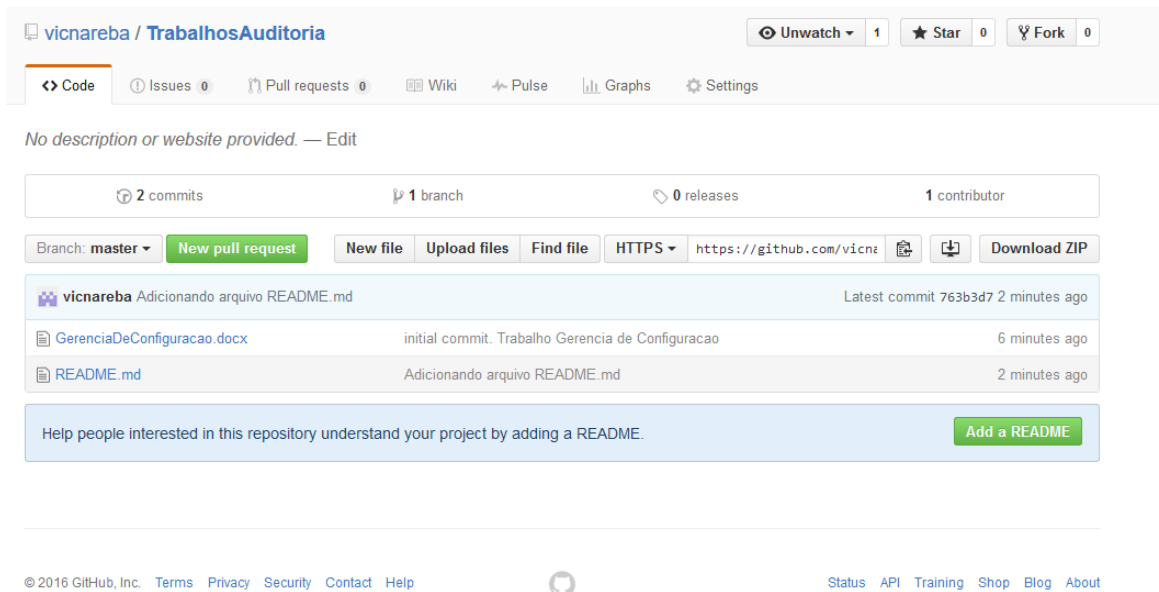 vicnareba / TrabalhosAuditoria Unwatch 1 Star 0 Fork 0
Code Issues 0 Pull requests 0 Wiki Pulse Graphs Settings
No description or website provided. — Edit
2 commits 1 branch 0 releases 1 contributor
Branch: master New pull request New file Upload files Find file HTTPS https://github.com/vicna Download ZIP
vicnareba Adicionando arquivo README.md Latest commit 763b3d7 2 minutes ago
GerenciaDeConfiguracao.docx initial commit. Trabalho Gerencia de Configuracao 6 minutes ago
README.md Adicionando arquivo README.md 2 minutes ago
Help people interested in this repository understand your project by adding a README. Add a README
© 2016 GitHub, Inc. Terms Privacy Security Contact Help Status API Training Shop Blog About